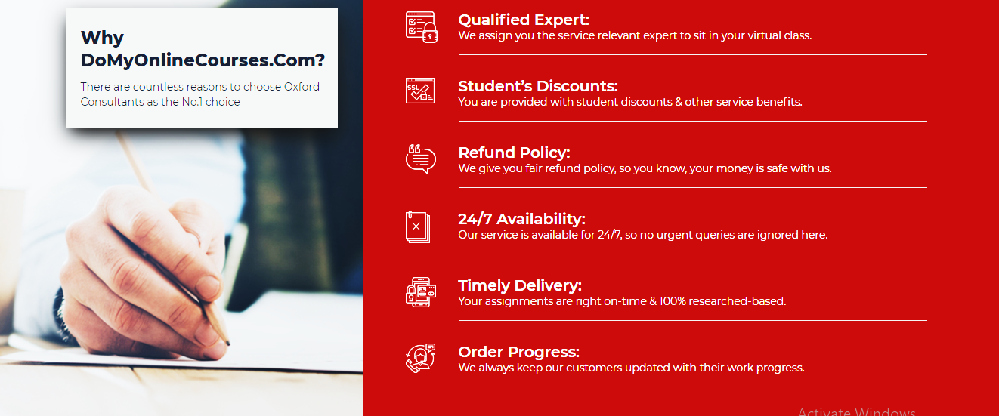 Why
DoMyOnlineCourses.Com?
There are countless reasons to choose Oxford
Consultants as the No.1 choice
Qualified Expert:
We assign you the service relevant expert to sit in your virtual class.
SSL
Student’s Discounts:
You are provided with student discounts & other service benefits.
Refund Policy:
We give you fair refund policy, so you know, your money is safe with us.
24/7 Availability:
Our service is available for 24/7, so no urgent queries are ignored here.
Timely Delivery:
Your assignments are right on-time & 100% researched-based.
Order Progress:
We always keep our customers updated with their work progress.
Activate Windows